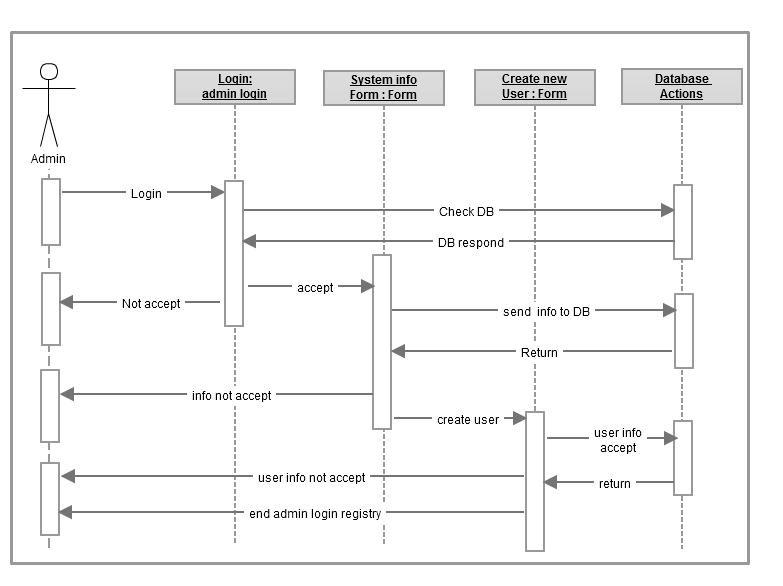 Login:
admin login
System info
Form : Form
Create new
User : Form
Database
Actions
Admin
Login
Check DB
DB respond
accept
Not accept
send info to DB
Return
info not accept
create user
user info
accept
user info not accept
return
end admin login registry